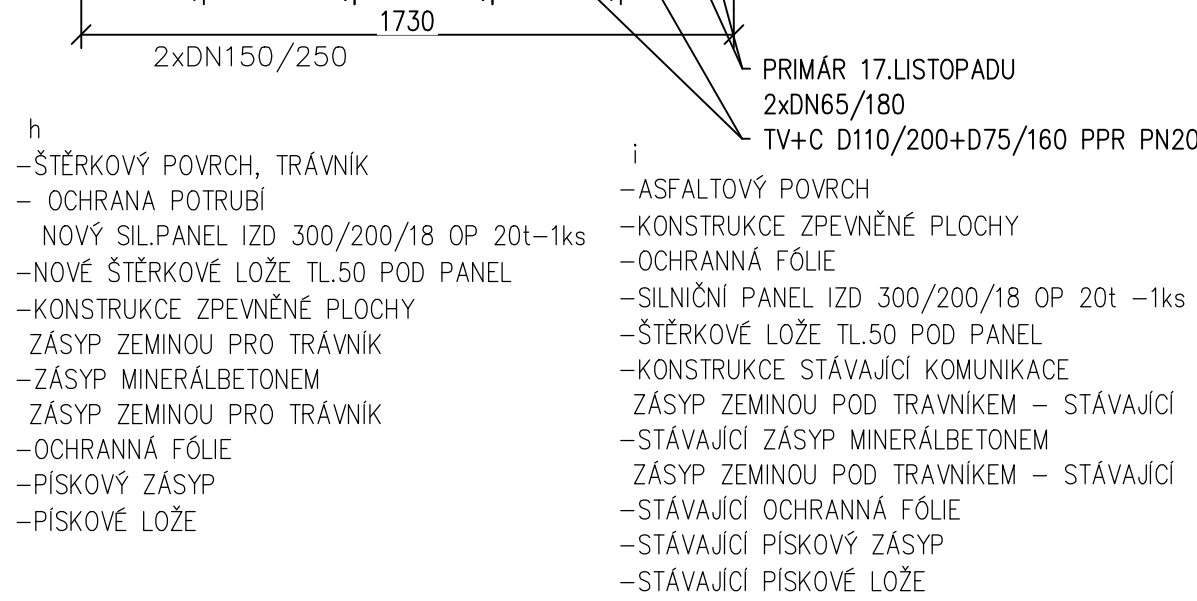 1730
2xDN150/250
PRIMÁR 17.LISTOPADU
2xDN65/180
TV+C D110/200+D75/160 PPR PN20
h
-ŠTĚRKOVÝ POVRCH, TRÁVNÍK
- OCHRANA POTRUBÍ
NOVÝ SIL.PANEL IZD 300/200/18 OP 20t-1ks
-NOVÉ ŠTĚRKOVÉ LOŽE TL.50 POD PANEL
-KONSTRUKCE ZPEVNĚNÉ PLOCHY
ZÁSYP ZEMINOU PRO TRÁVNÍK
-ZÁSYP MINERÁLBETONEM
ZÁSYP ZEMINOU PRO TRÁVNÍK
-OCHRANNÁ FÓLIE
-PÍSKOVÝ ZÁSYP
-PÍSKOVÉ LOŽE
i
-ASFALTOVÝ POVRCH
-KONSTRUKCE ZPEVNĚNÉ PLOCHY
-OCHRANNÁ FÓLIE
-SILNIČNÍ PANEL IZD 300/200/18 OP 20t -1ks
-ŠTĚRKOVÉ LOŽE TL.50 POD PANEL
-KONSTRUKCE STÁVAJÍCÍ KOMUNIKACE
ZÁSYP ZEMINOU POD TRAVNÍKEM - STÁVAJÍCÍ
-STÁVAJÍCÍ ZÁSYP MINERÁLBETONEM
ZÁSYP ZEMINOU POD TRAVNÍKEM - STÁVAJÍCÍ
-STÁVAJÍCÍ OCHRANNÁ FÓLIE
-STÁVAJÍCÍ PÍSKOVÝ ZÁSYP
-STÁVAJÍCÍ PÍSKOVÉ LOŽE